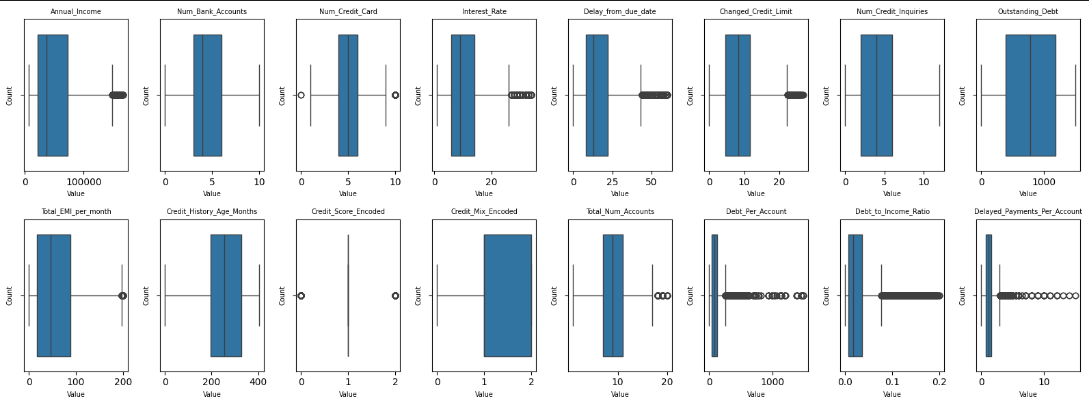 Annual_Income Num_Bank_Accounts Num_Credit_Card Interest_Rate Delay_from_due_date Changed_Credit_Limit Num_Credit_Inquiries Outstanding_Debt
Count Count Count Count Count Count Count Count
0 100000 0 5 10 0 5 10 0 20 0 25 50 0 10 20 0 5 10 0 1000
Value Value Value Value Value Value Value Value
Total_EMI_per_month Credit_History_Age_Months Credit_Score_Encoded Credit_Mix_Encoded Total_Num_Accounts Debt_Per_Account Debt_to_Income_Ratio Delayed_Payments_Per_Account
Count Count Count Count Count Count Count Count
0 100 200 0 200 400 0 1 2 0 1 2 10 20 0 1000 0.0 0.1 0.2 0 10
Value Value Value Value Value Value Value Value